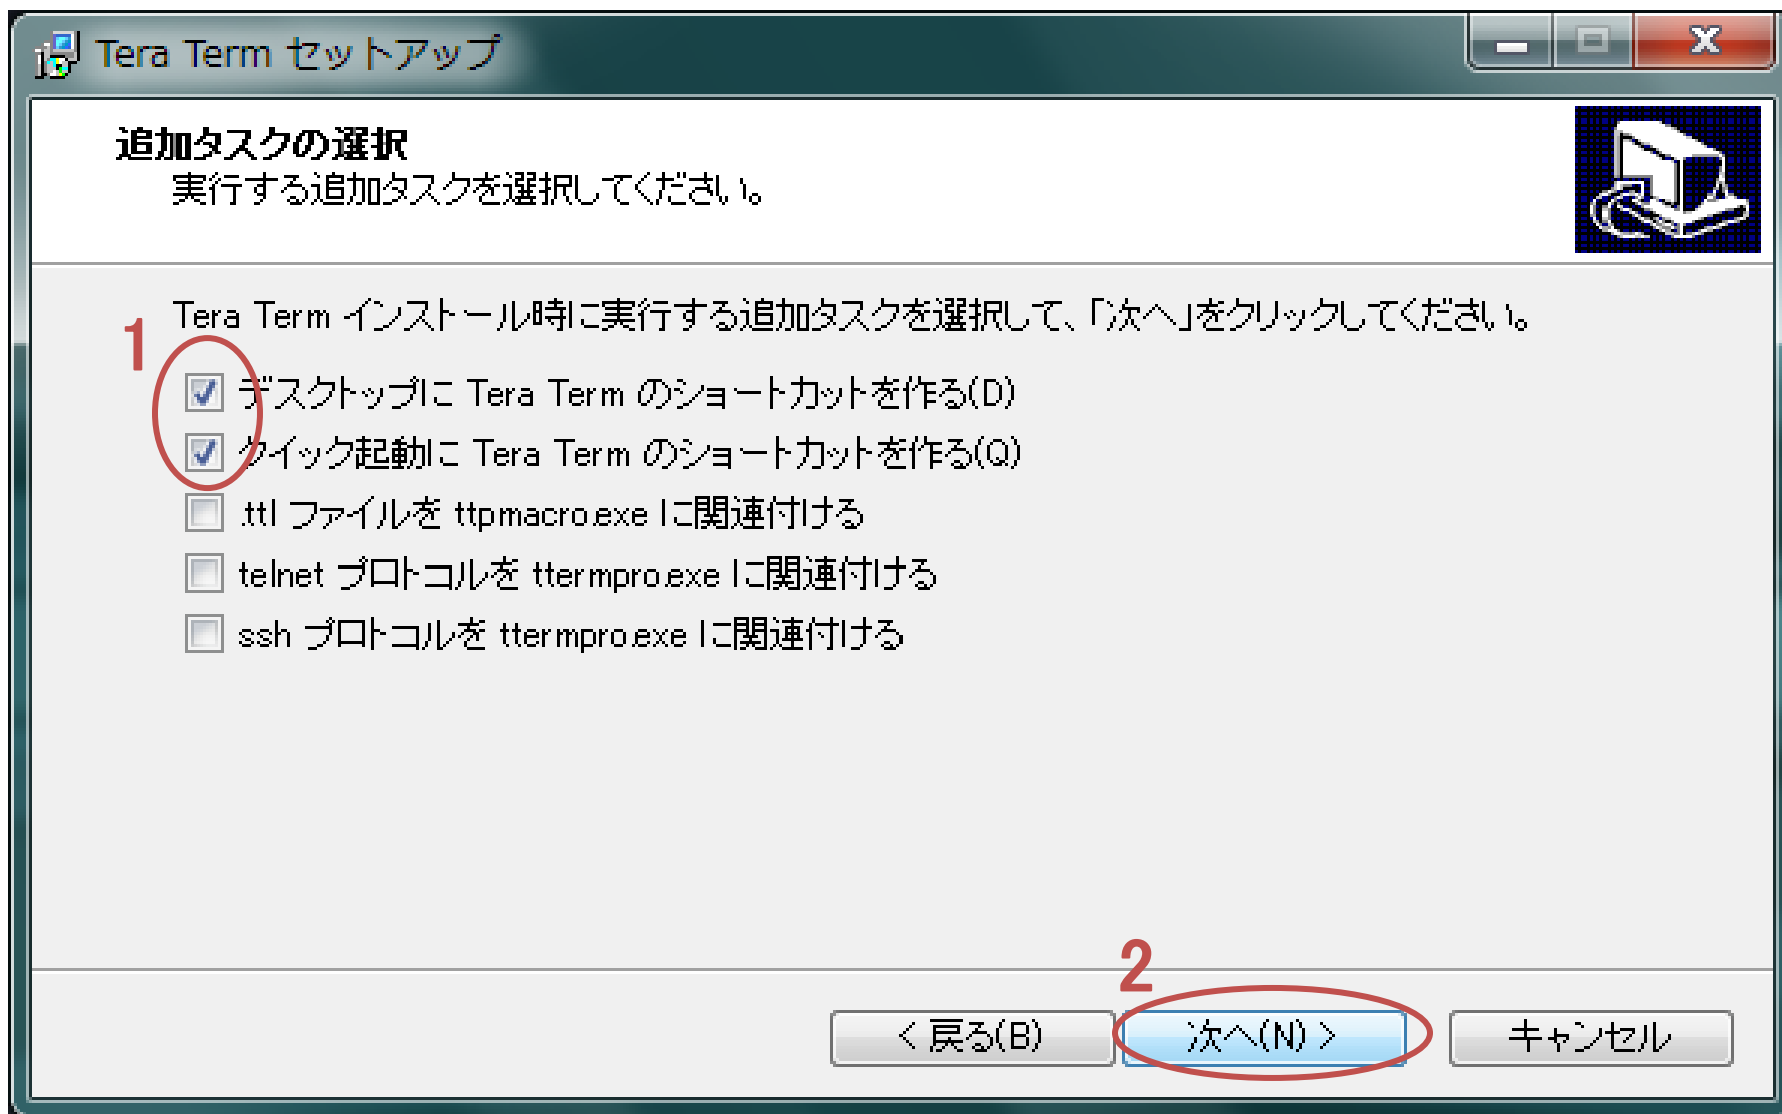 Tera Term セットアップ
追加タスクの選択
実行する追加タスクを選択してください。
Tera Term インストール時に実行する追加タスクを選択して、「次へ」をクリックしてください。
1
デスクトップに Tera Term のショートカットを作る(D)
クイック起動に Tera Term のショートカットを作る(Q)
.ttl ファイルを ttpmacro.exe に関連付ける
telnet プロトコルを ttermpro.exe に関連付ける
ssh プロトコルを ttermpro.exe に関連付ける
2
< 戻る(B)
次へ(N) >
キャンセル